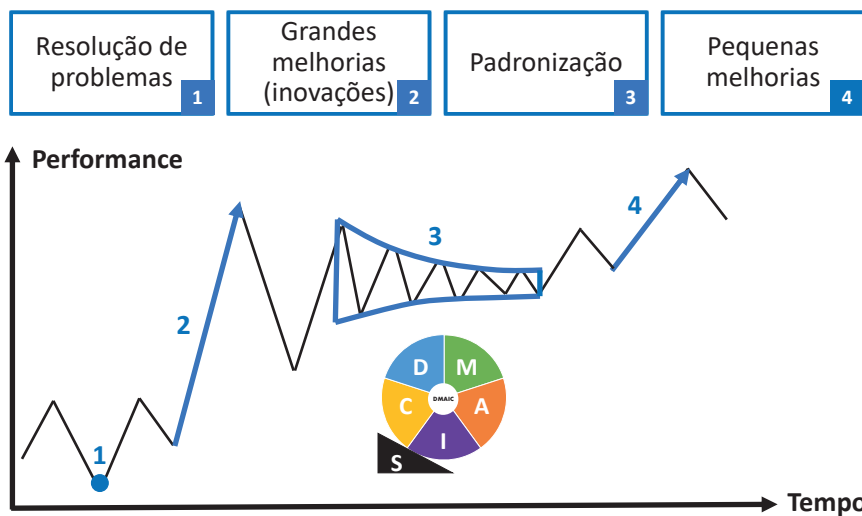 Resolução de
problemas
1
Grandes
melhorias
(inovações)
2
Padronização
3
Pequenas
melhorias
4
Performance
4
3
2
D
M
DMAIC
C
A
I
1
S
Tempo